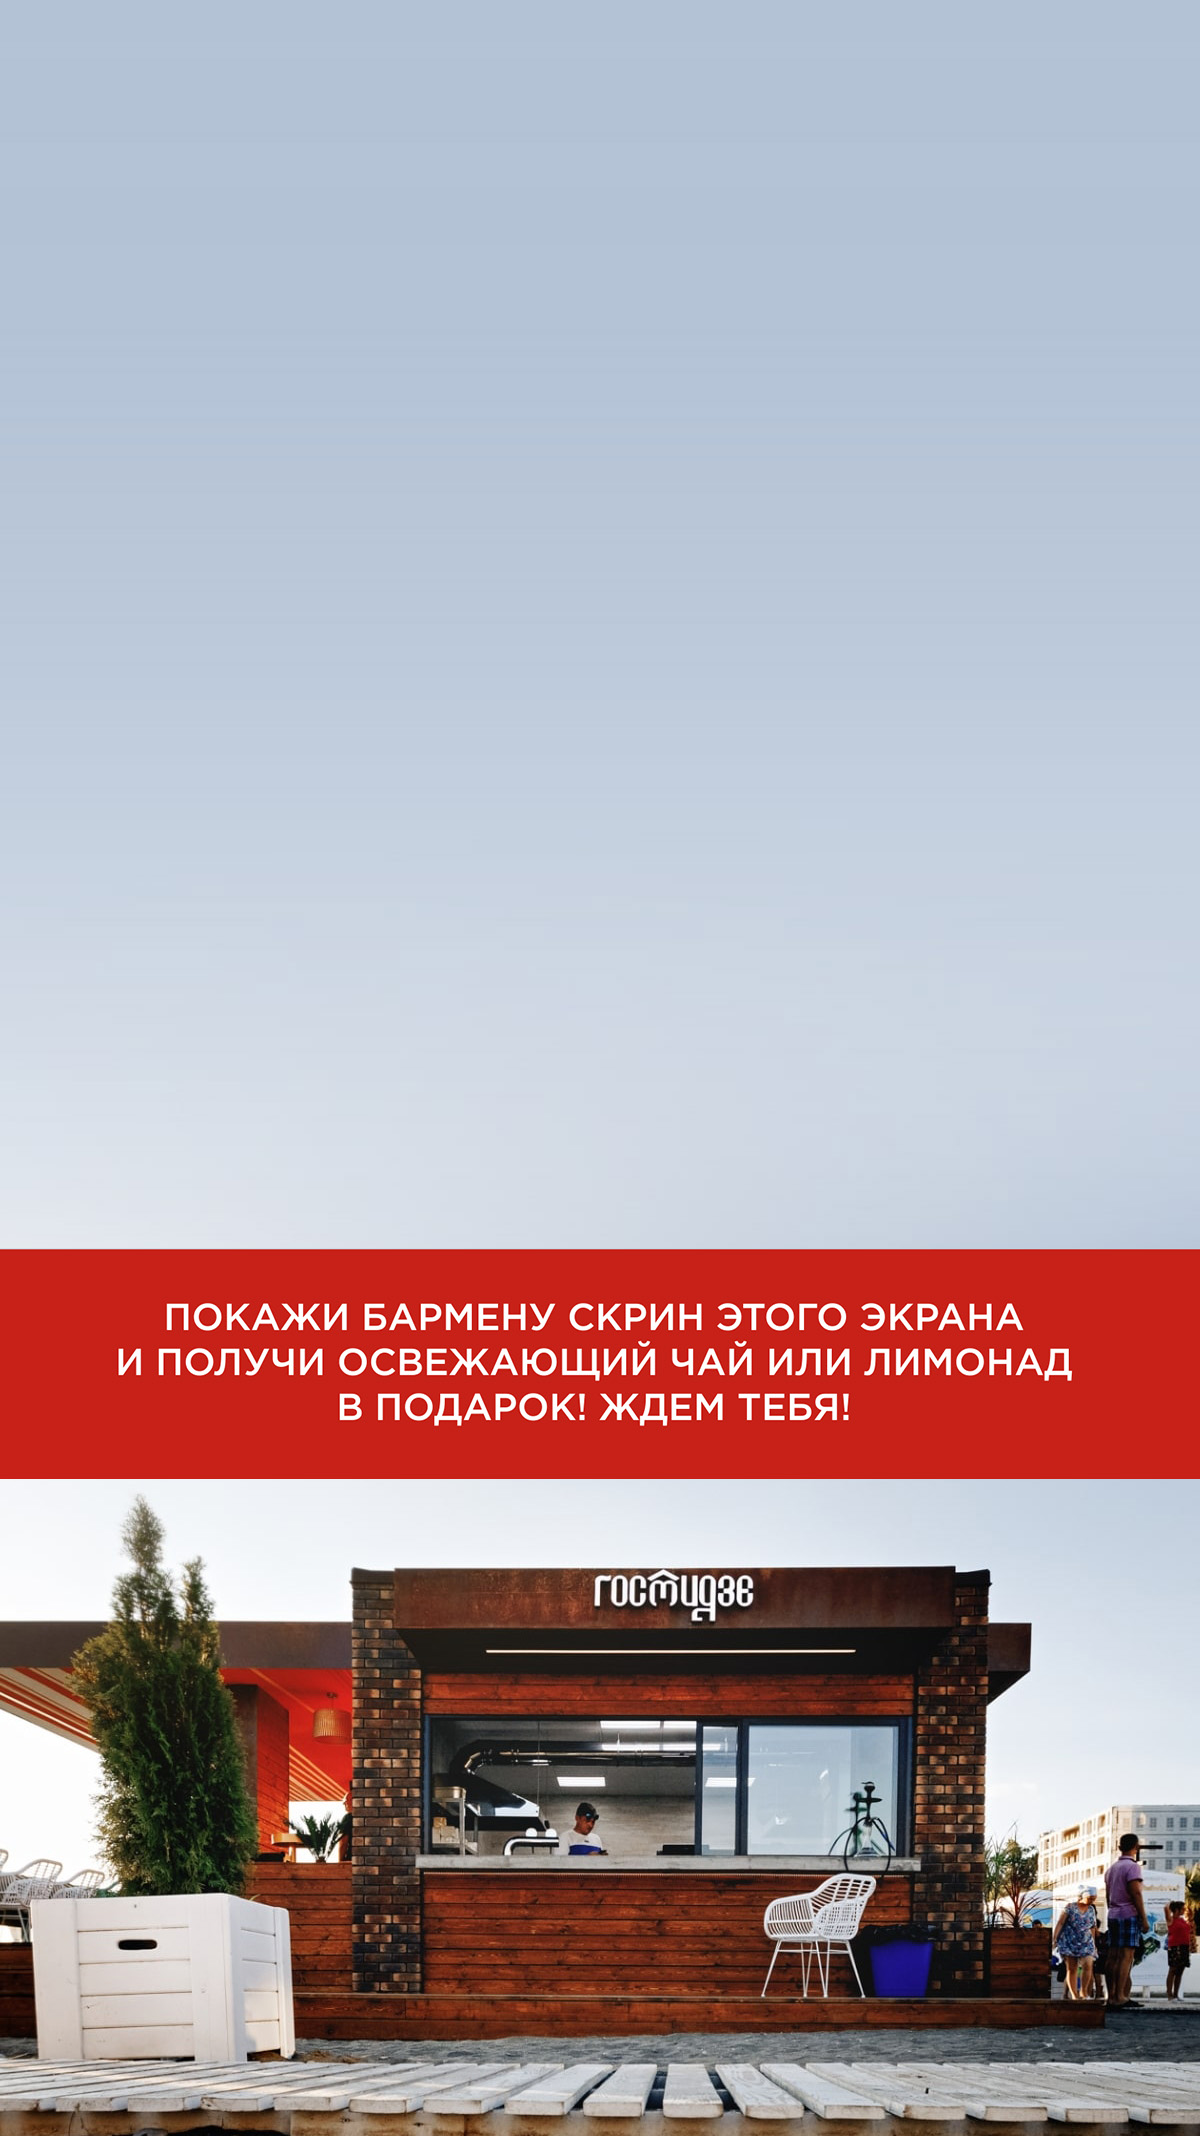 ПОКАЖИ БАРМЕНУ СКРИН ЭТОГО ЭКРАНА
И ПОЛУЧИ ОСВЕЖАЮЩИЙ ЧАЙ ИЛИ ЛИМОНАД
В ПОДАРОК! ЖДЕМ ТЕБЯ!
гостидзе